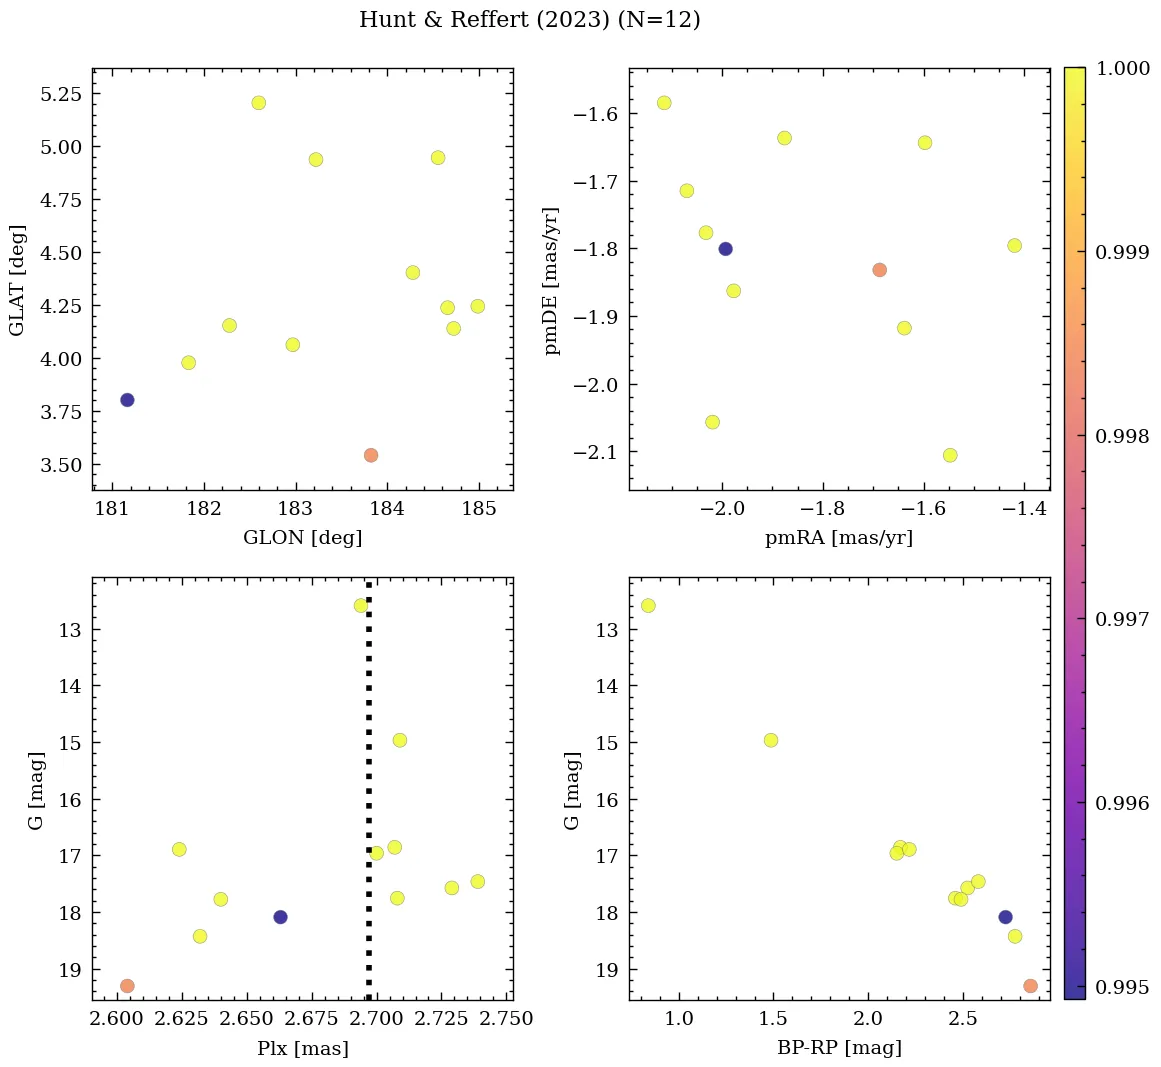 Hunt & Reffert (2023) (N=12)
5.25
5.00
4.75
4.50
4.25
4.00
3.75
3.50
GLAT [deg]
181 182 183 184 185
GLON [deg]
−1.6
−1.7
−1.8
−1.9
−2.0
−2.1
pmDE [mas/yr]
−2.0 −1.8 −1.6 −1.4
pmRA [mas/yr]
1.000
0.999
0.998
0.997
0.996
0.995
13
14
15
16
17
18
19
G [mag]
2.600 2.625 2.650 2.675 2.700 2.725 2.750
Plx [mas]
13
14
15
16
17
18
19
G [mag]
1.0 1.5 2.0 2.5
BP-RP [mag]